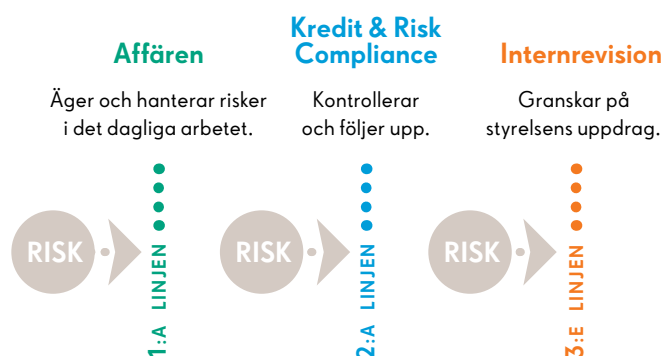 Affären
Äger och hanterar risker
i det dagliga arbetet.
Kredit & Risk
Compliance
Kontrollerar
och följer upp.
Internrevision
Granskar på
styrelsens uppdrag.
RISK
1:A LINJEN
RISK
2:A LINJEN
RISK
3:E LINJEN